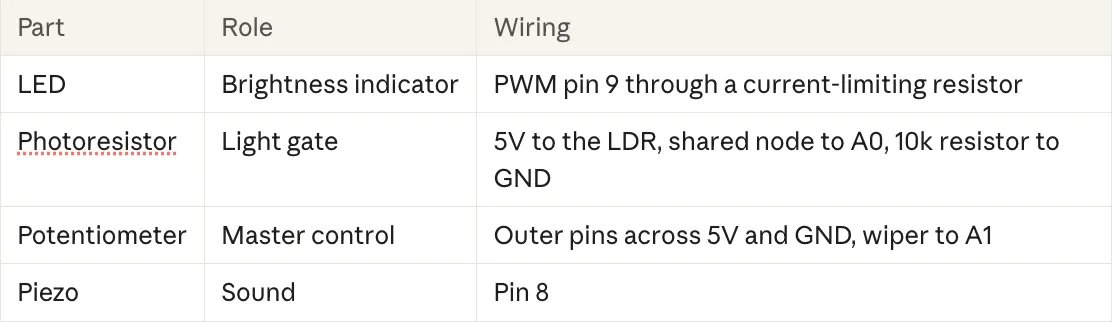 Part Role Wiring
LED Brightness indicator PWM pin 9 through a current-limiting resistor
Photoresistor Light gate 5V to the LDR, shared node to A0, 10k resistor to
GND
Potentiometer Master control Outer pins across 5V and GND, wiper to A1
Piezo Sound Pin 8